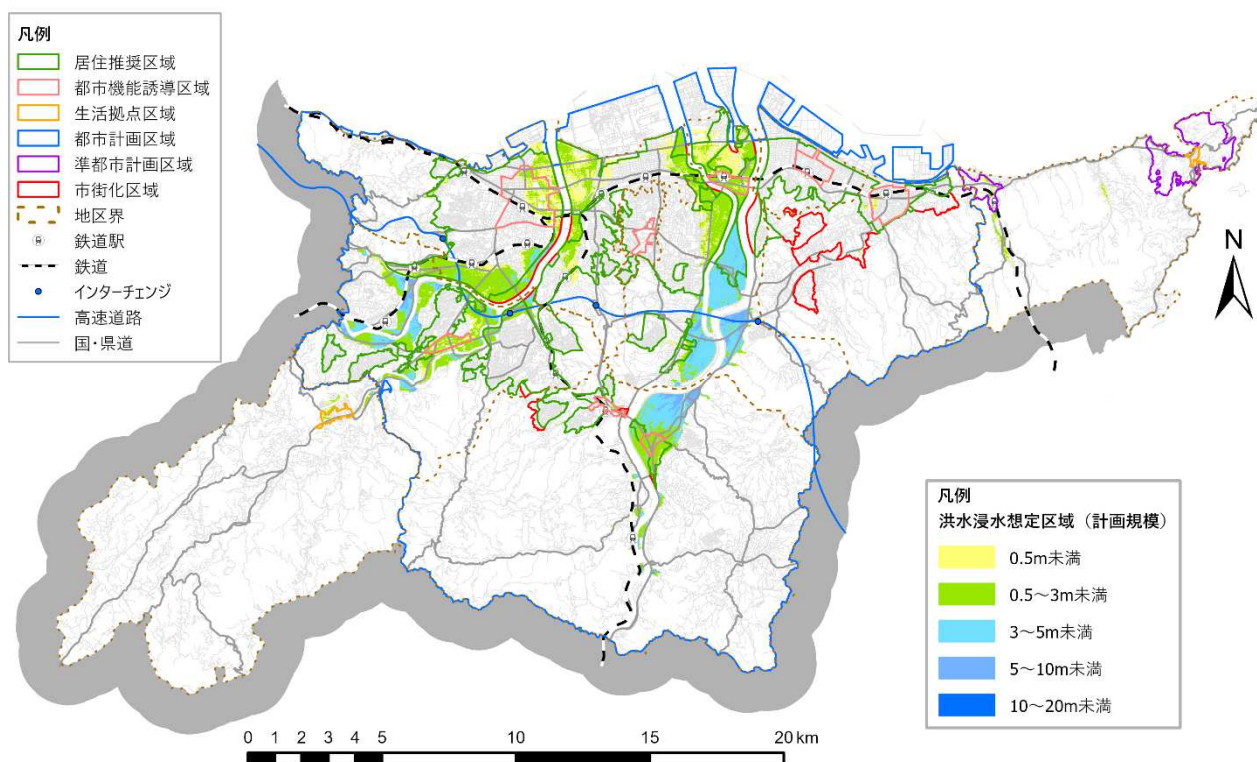 凡例
居住推奨区域
都市機能誘導区域
生活拠点区域
都市計画区域
準都市計画区域
市街化区域
地区界
鉄道駅
鉄道
インターチェンジ
高速道路
国・県道
N
凡例
洪水浸水想定区域（計画規模）
0.5m未満
0.5～3m未満
3～5m未満
5～10m未満
10～20m未満
0 1 2 3 4 5 10 15 20 km